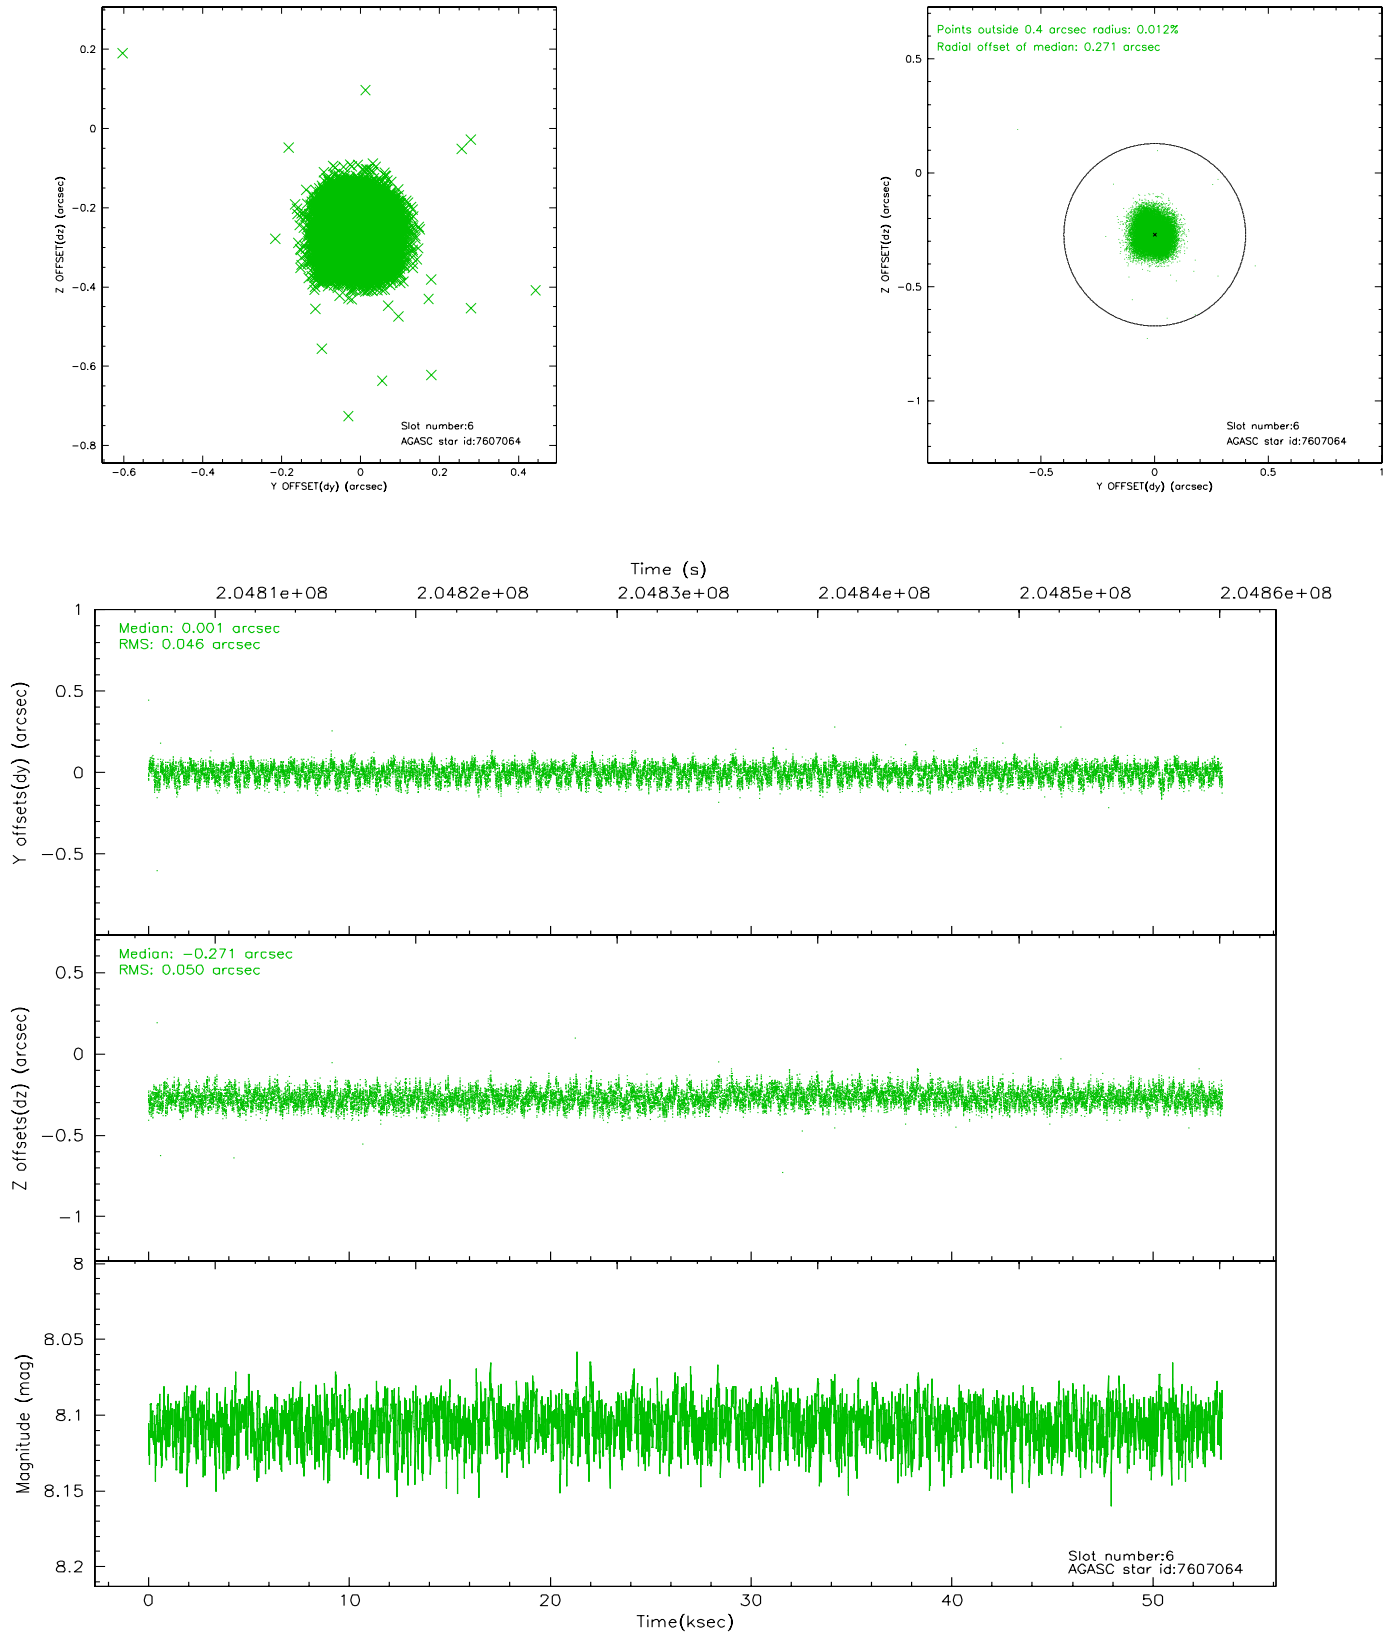 0.2
0
−0.2
−0.4
−0.6
−0.8
Z OFFSET(dz) (arcsec)
−0.6
−0.4
−0.2
0
0.2
0.4
Y OFFSET(dy) (arcsec)
Slot number:6
AGASC star id:7607064
Points outside 0.4 arcsec radius: 0.012%
Radial offset of median: 0.271 arcsec
0.5
0
−0.5
−1
Z OFFSET(dz) (arcsec)
−0.5
0
0.5
1
Y OFFSET(dy) (arcsec)
Slot number:6
AGASC star id:7607064
Time (s)
2.0481e+08
2.0482e+08
2.0483e+08
2.0484e+08
2.0485e+08
2.0486e+08
Median: 0.001 arcsec
RMS: 0.046 arcsec
1
0.5
0
−0.5
Y offsets(dy) (arcsec)
Median: −0.271 arcsec
RMS: 0.050 arcsec
0.5
0
−0.5
−1
Z offsets(dz) (arcsec)
8
8.05
8.1
8.15
8.2
Magnitude (mag)
Slot number:6
AGASC star id:7607064
0
10
20
30
40
50
Time(ksec)